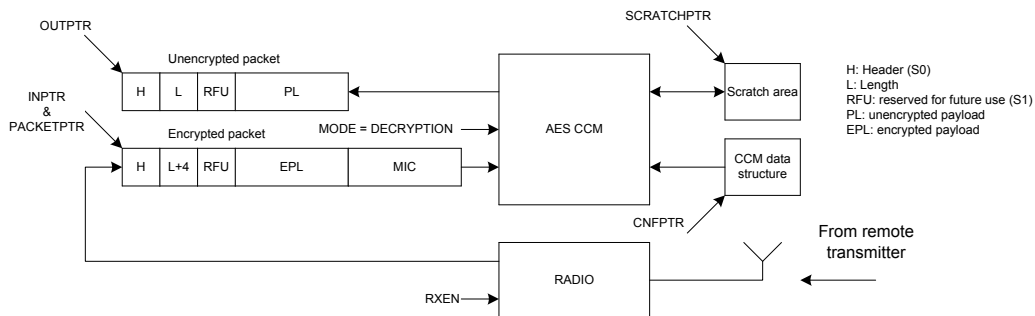 OUTPTR
SCRATCHPTR
Unencrypted packet
H L RFU PL
INPTR
&
PACKETPTR
MODE = DECRYPTION
AES CCM
Scratch area
H: Header (S0)
L: Length
RFU: reserved for future use (S1)
PL: unencrypted payload
EPL: encrypted payload
Encrypted packet
H L+4 RFU EPL MIC
CCM data
structure
CNFPTR
From remote
transmitter
RADIO
RXEN